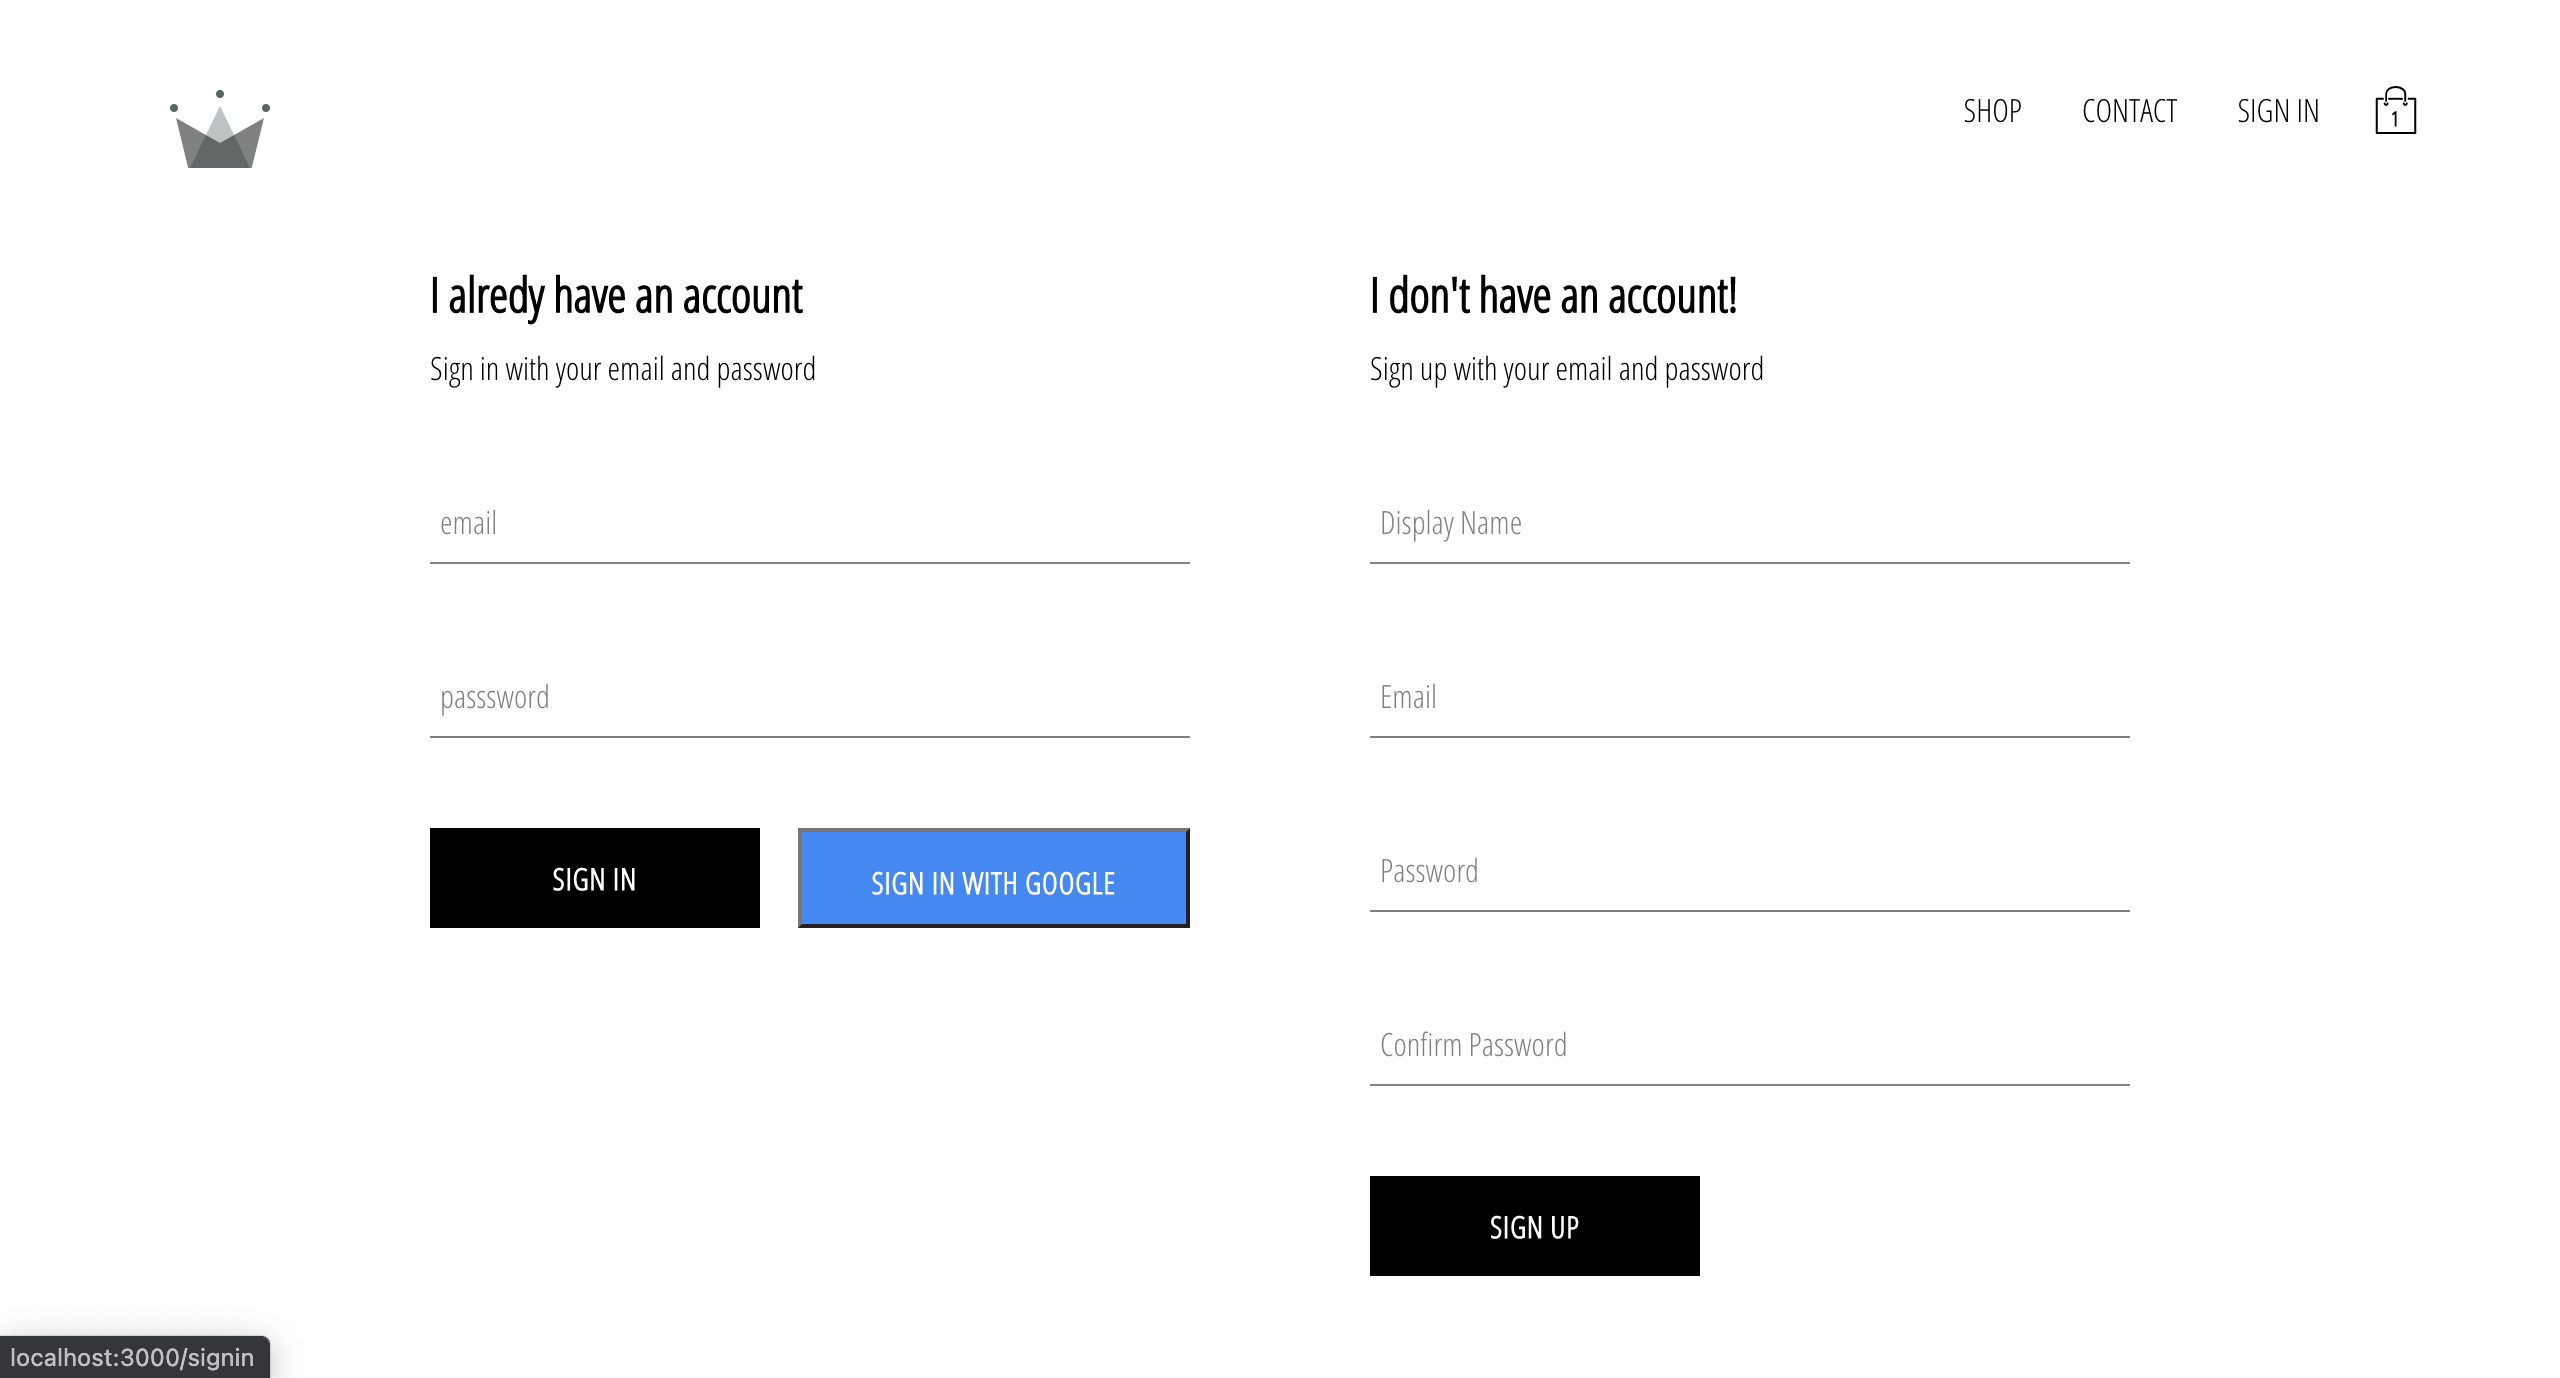 SHOP CONTACT SIGN IN 1
I alredy have an account
Sign in with your email and password
email
passsword
SIGN IN SIGN IN WITH GOOGLE
I don't have an account!
Sign up with your email and password
Display Name
Email
Password
Confirm Password
SIGN UP
localhost:3000/signin